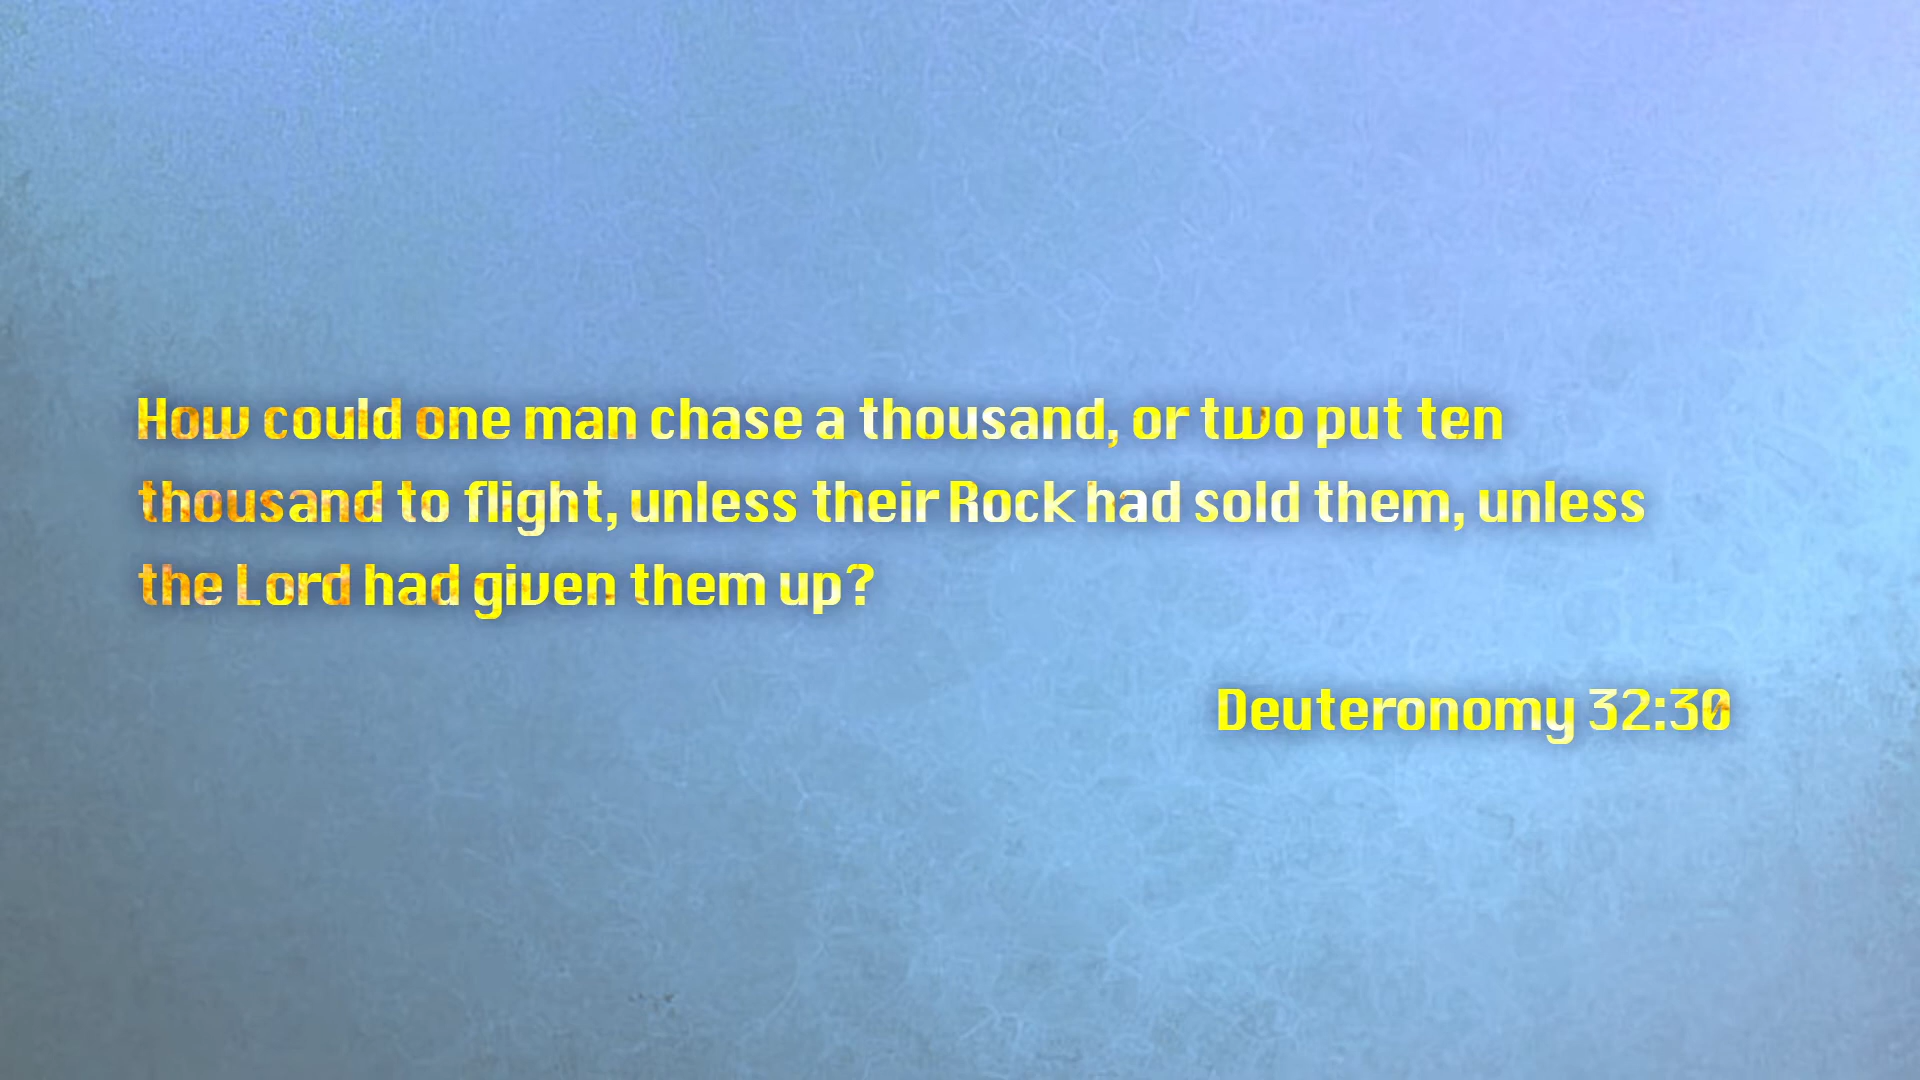 How could one man chase a thousand, or two put ten
thousand to flight, unless their Rock had sold them, unless
the Lord had given them up?
Deuteronomy 32:30